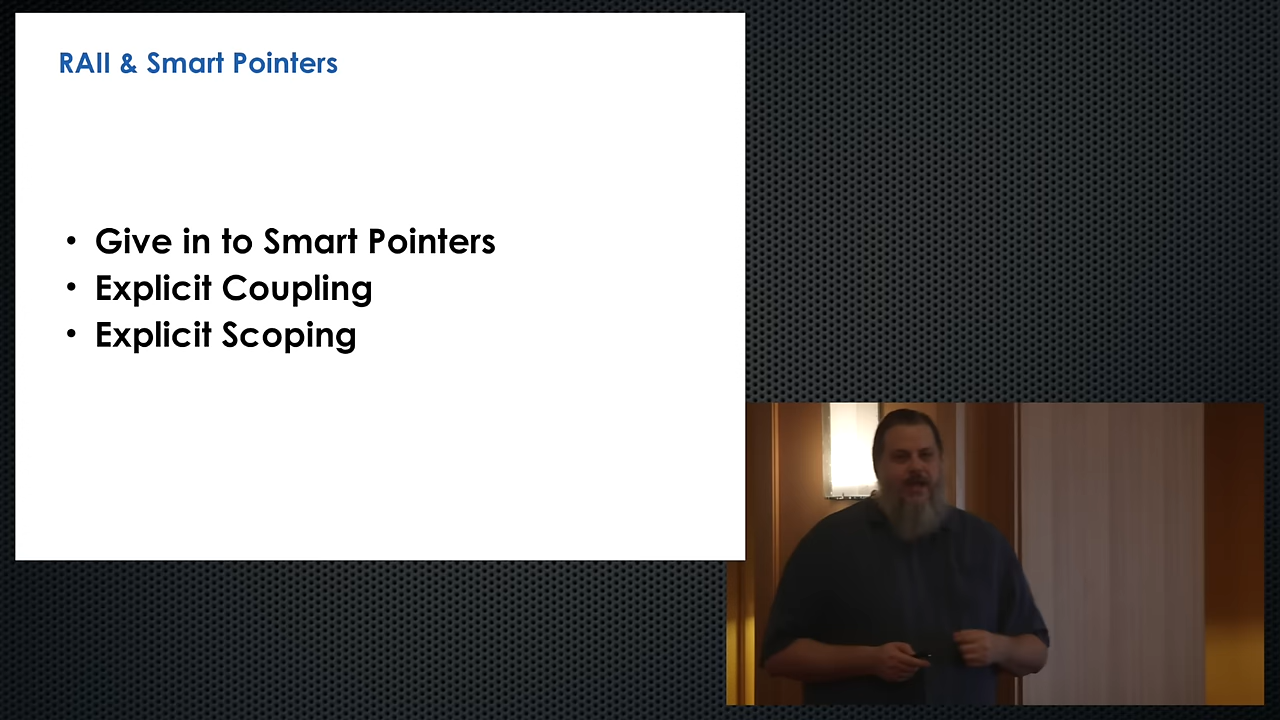 RAII & Smart Pointers
• Give in to Smart Pointers
• Explicit Coupling
• Explicit Scoping